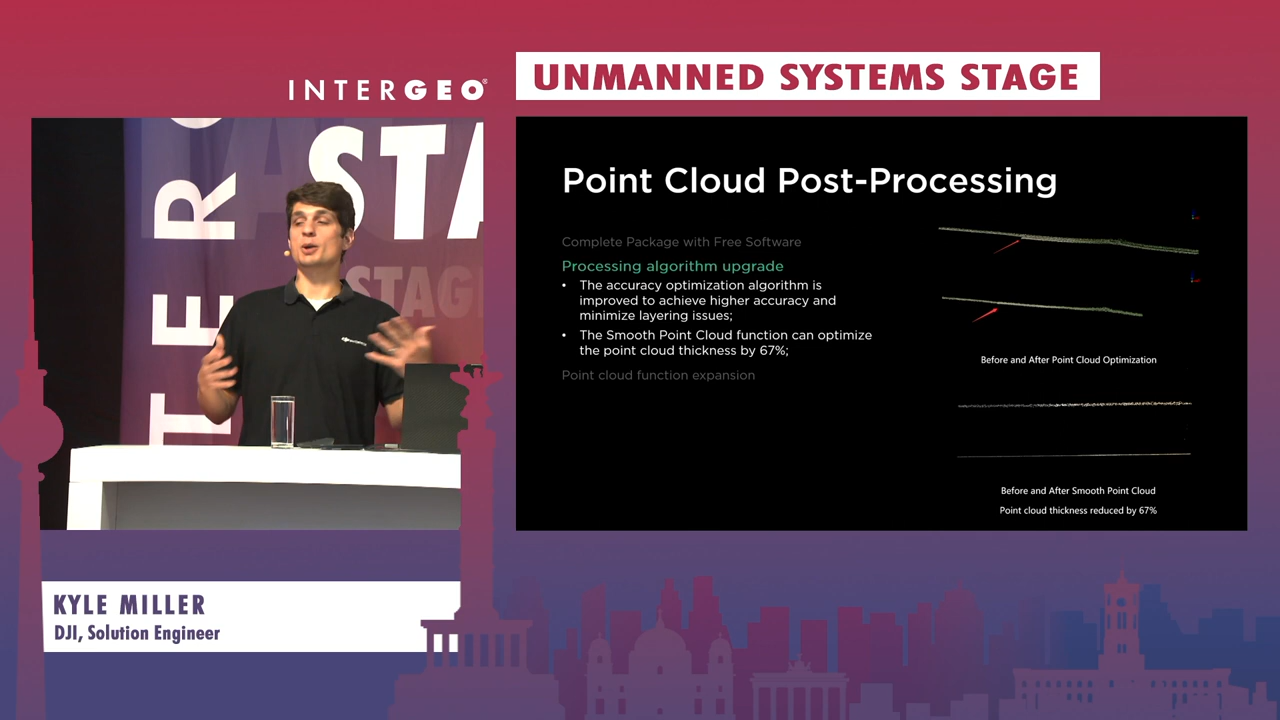 INTERGEO®
UNMANNED SYSTEMS STAGE
STA
STAG
INTERG
Point Cloud Post-Processing
Complete Package with Free Software
Processing algorithm upgrade
• The accuracy optimization algorithm is
improved to achieve higher accuracy and
minimize layering issues;
• The Smooth Point Cloud function can optimize
the point cloud thickness by 67%;
Point cloud function expansion
Before and After Point Cloud Optimization
Before and After Smooth Point Cloud
Point cloud thickness reduced by 67%
KYLE MILLER
DJI, Solution Engineer